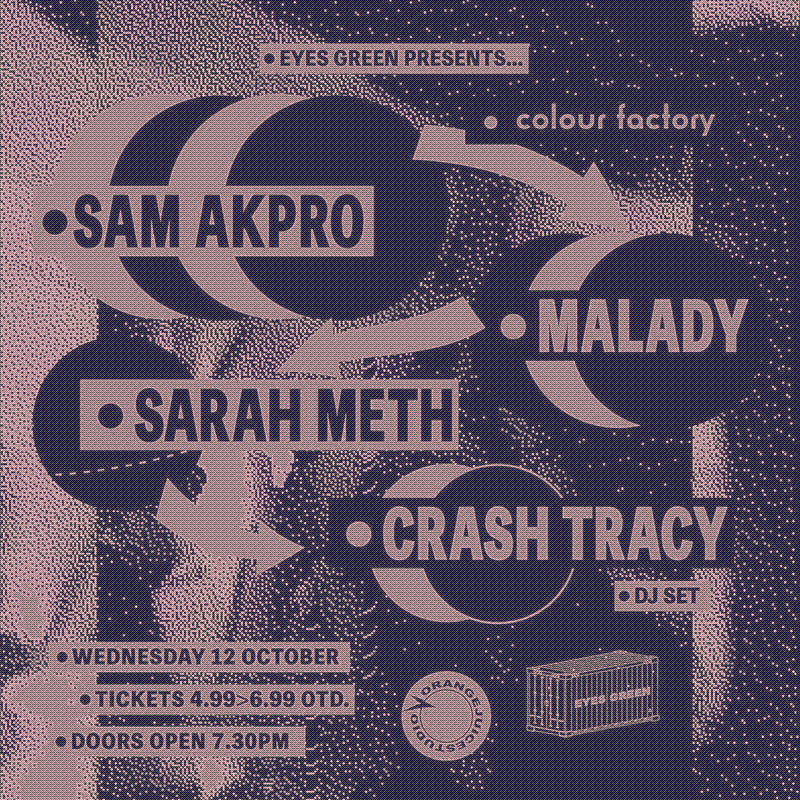 • EYES GREEN PRESENTS...
• colour factory
• SAM AKPRO
• MALADY
• SARAH METH
• CRASH TRACY
• DJ SET
• WEDNESDAY 12 OCTOBER
• TICKETS 4.99>6.99 OTD.
• DOORS OPEN 7.30PM
ORANGEJUICESTUDIO
EYES GREEN